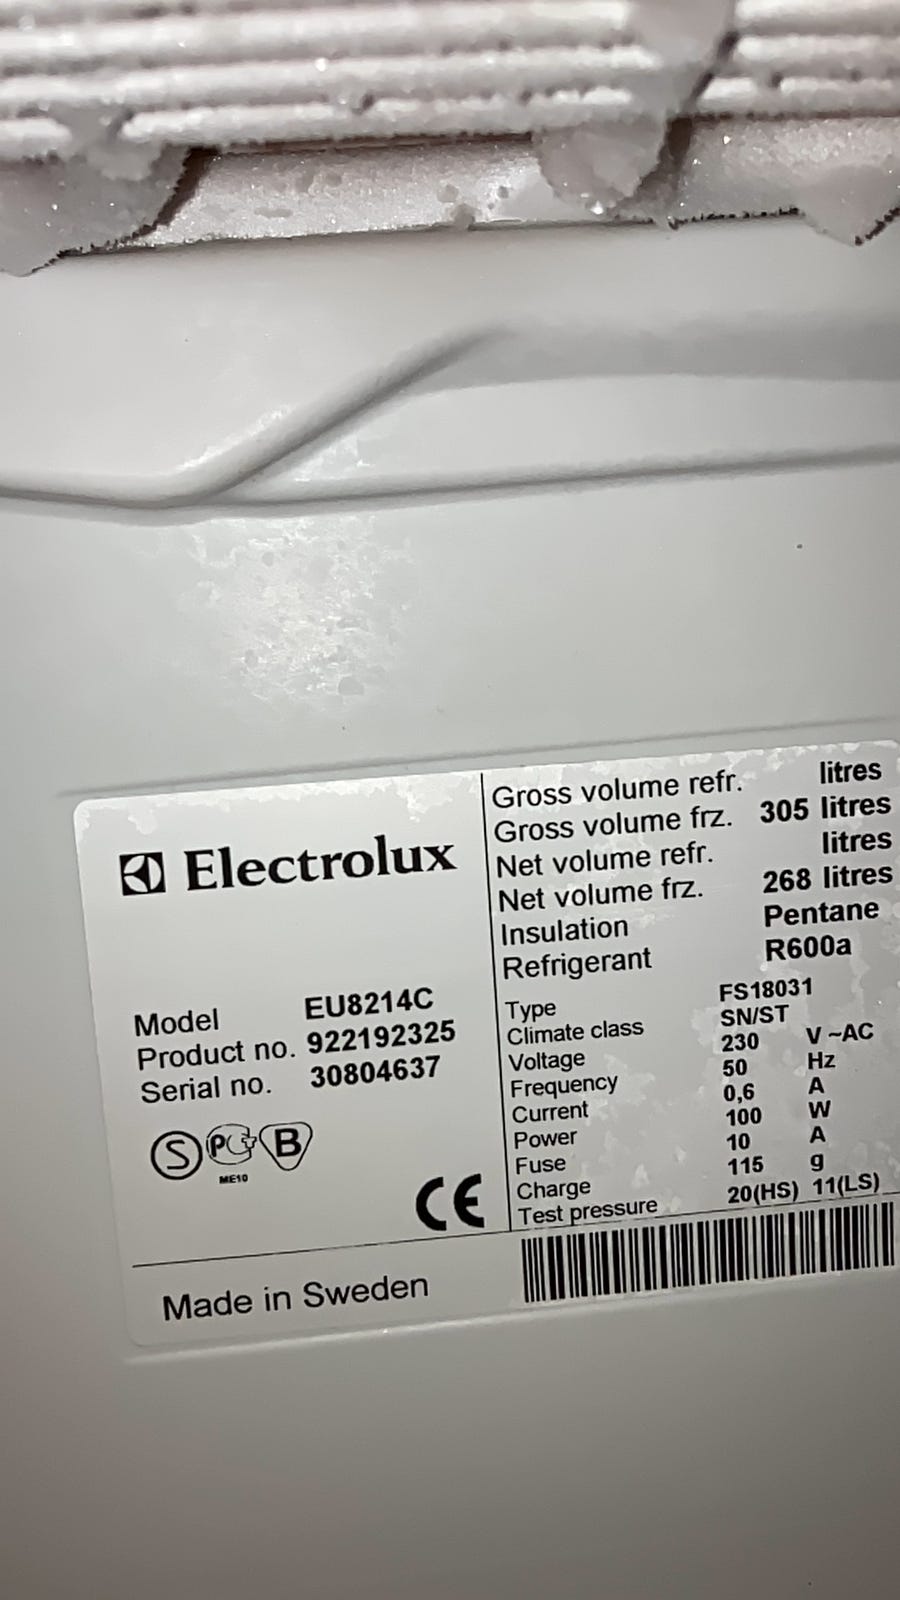 Electrolux
Model EU8214C
Product no. 922192325
Serial no. 30804637
S PCT B
ME10
CE
Made in Sweden
Gross volume refr. litres
Gross volume frz. 305 litres
Net volume refr. litres
Net volume frz. 268 litres
Insulation Pentane
Refrigerant R600a
Type FS18031
Climate class SN/ST
Voltage 230 V ~AC
Frequency 50 Hz
Current 0,6 A
Power 100 W
Fuse 10 A
Charge 115 g
Test pressure 20(HS) 11(LS)